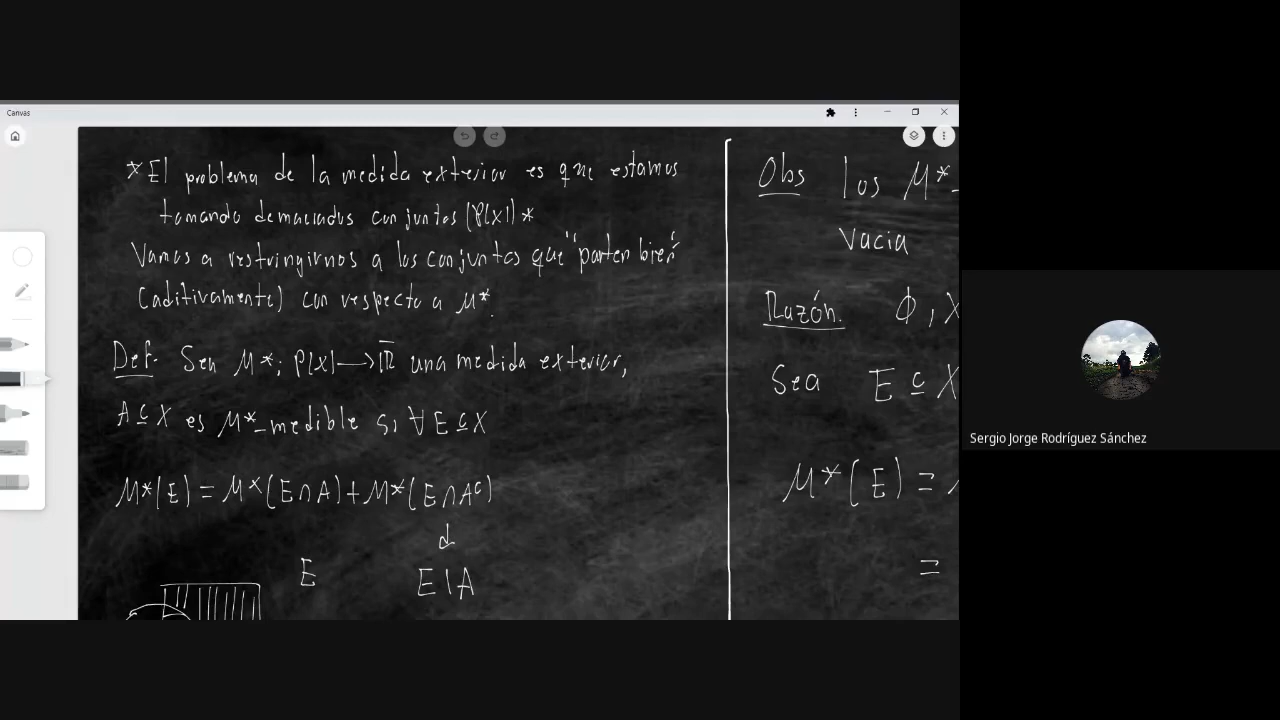 Canvas
*El problema de la medida exterior es que estamos
tomando demaciados conjuntos (P(X)) *
Vamos a restringirnos a los conjuntos que "parten bien"
(aditivamente) con respecto a μ*.
Def. Sea μ*: P(X) → R̅ una medida exterior,
A ⊆ X es μ*-medible si ∀ E ⊆ X
μ*(E) = μ*(E∩A) + μ*(E∩Aᶜ)
E
E\A
Obs los μ*-
Vacia
Razón. ϕ, X
Sea E ⊆ X
μ*(E) =
=
Sergio Jorge Rodríguez Sánchez